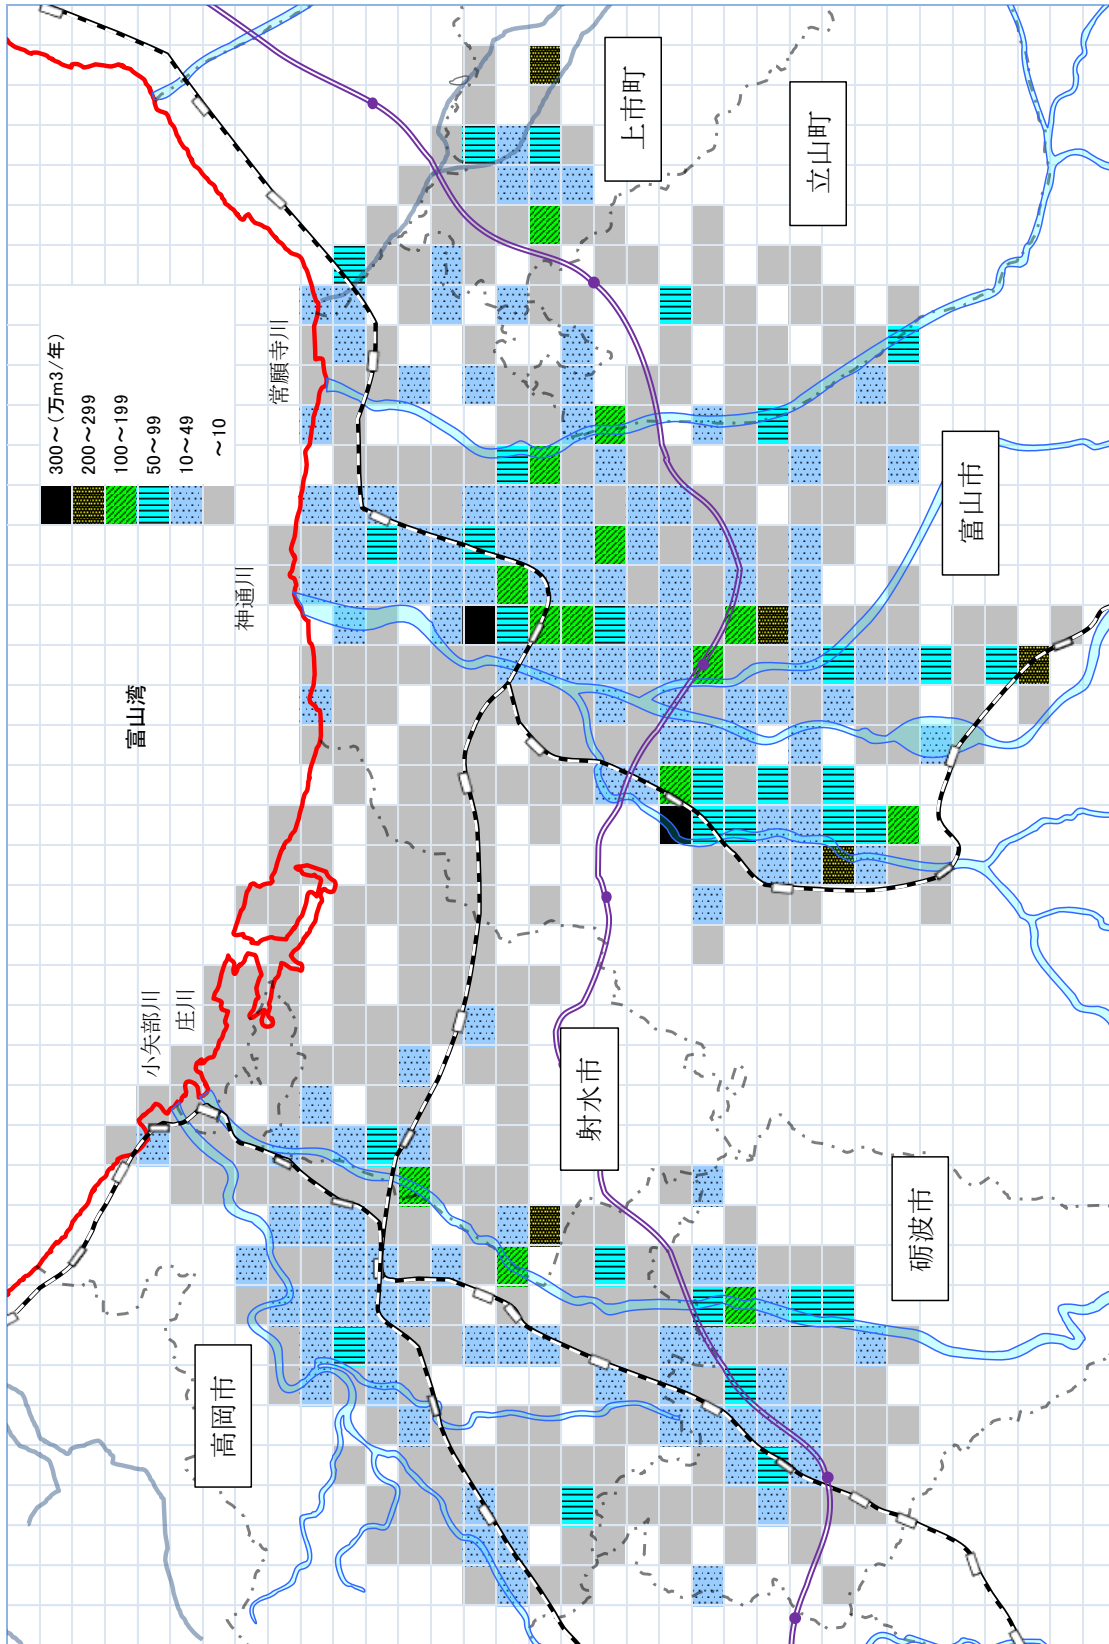 300～(万m3/年)
200～299
100～199
50～99
10～49
～10
富山湾
常願寺川
神通川
小矢部川
庄川
上市町
立山町
富山市
射水市
砺波市
高岡市